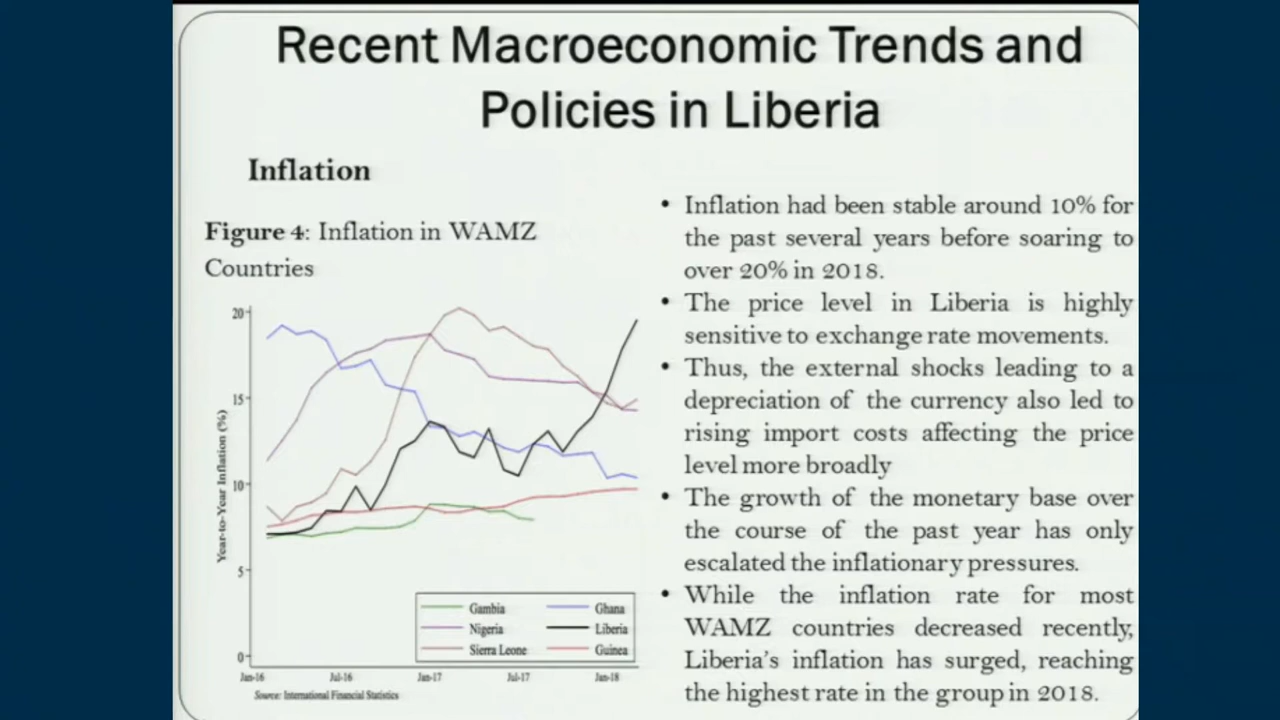 Recent Macroeconomic Trends and
Policies in Liberia
Inflation
Figure 4: Inflation in WAMZ
Countries
20
15
10
5
0
Year-to-Year Inflation (%)
Jan-16 Jul-16 Jan-17 Jul-17 Jan-18
Gambia Ghana
Nigeria Liberia
Sierra Leone Guinea
Source: International Financial Statistics
• Inflation had been stable around 10% for
the past several years before soaring to
over 20% in 2018.
• The price level in Liberia is highly
sensitive to exchange rate movements.
• Thus, the external shocks leading to a
depreciation of the currency also led to
rising import costs affecting the price
level more broadly
• The growth of the monetary base over
the course of the past year has only
escalated the inflationary pressures.
• While the inflation rate for most
WAMZ countries decreased recently,
Liberia's inflation has surged, reaching
the highest rate in the group in 2018.